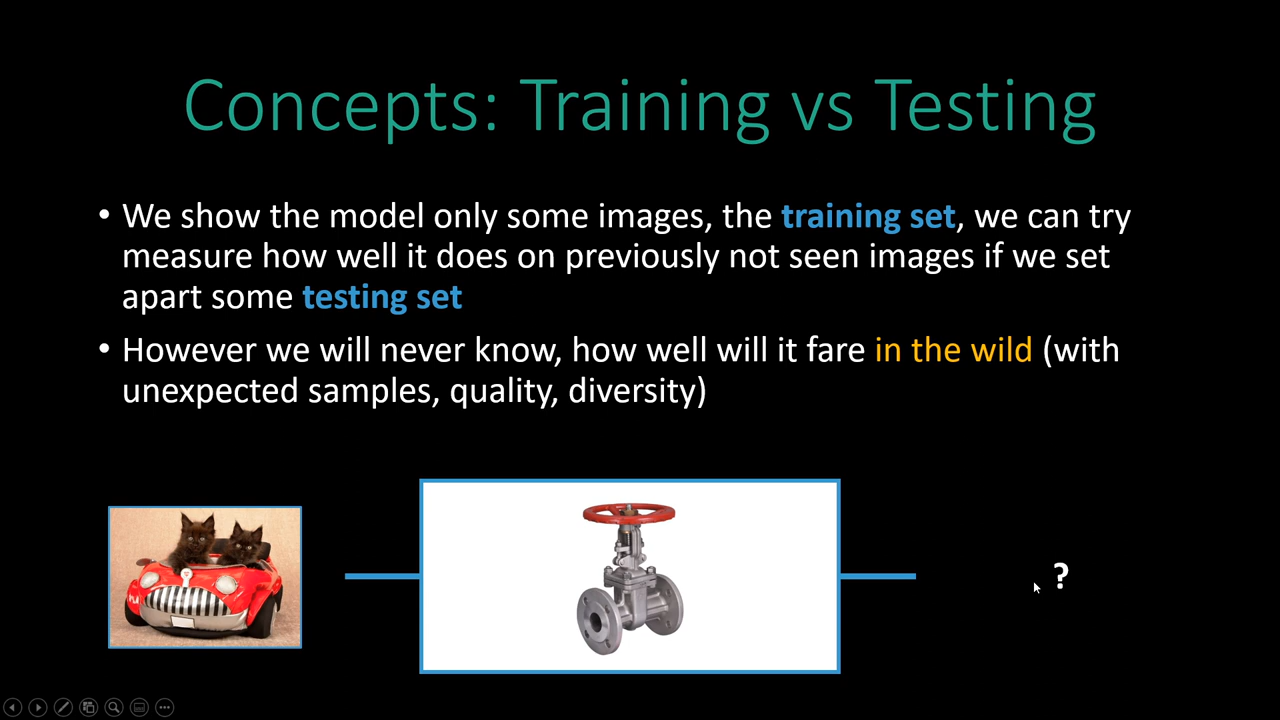 Concepts: Training vs Testing
• We show the model only some images, the training set, we can try
measure how well it does on previously not seen images if we set
apart some testing set
• However we will never know, how well will it fare in the wild (with
unexpected samples, quality, diversity)
?